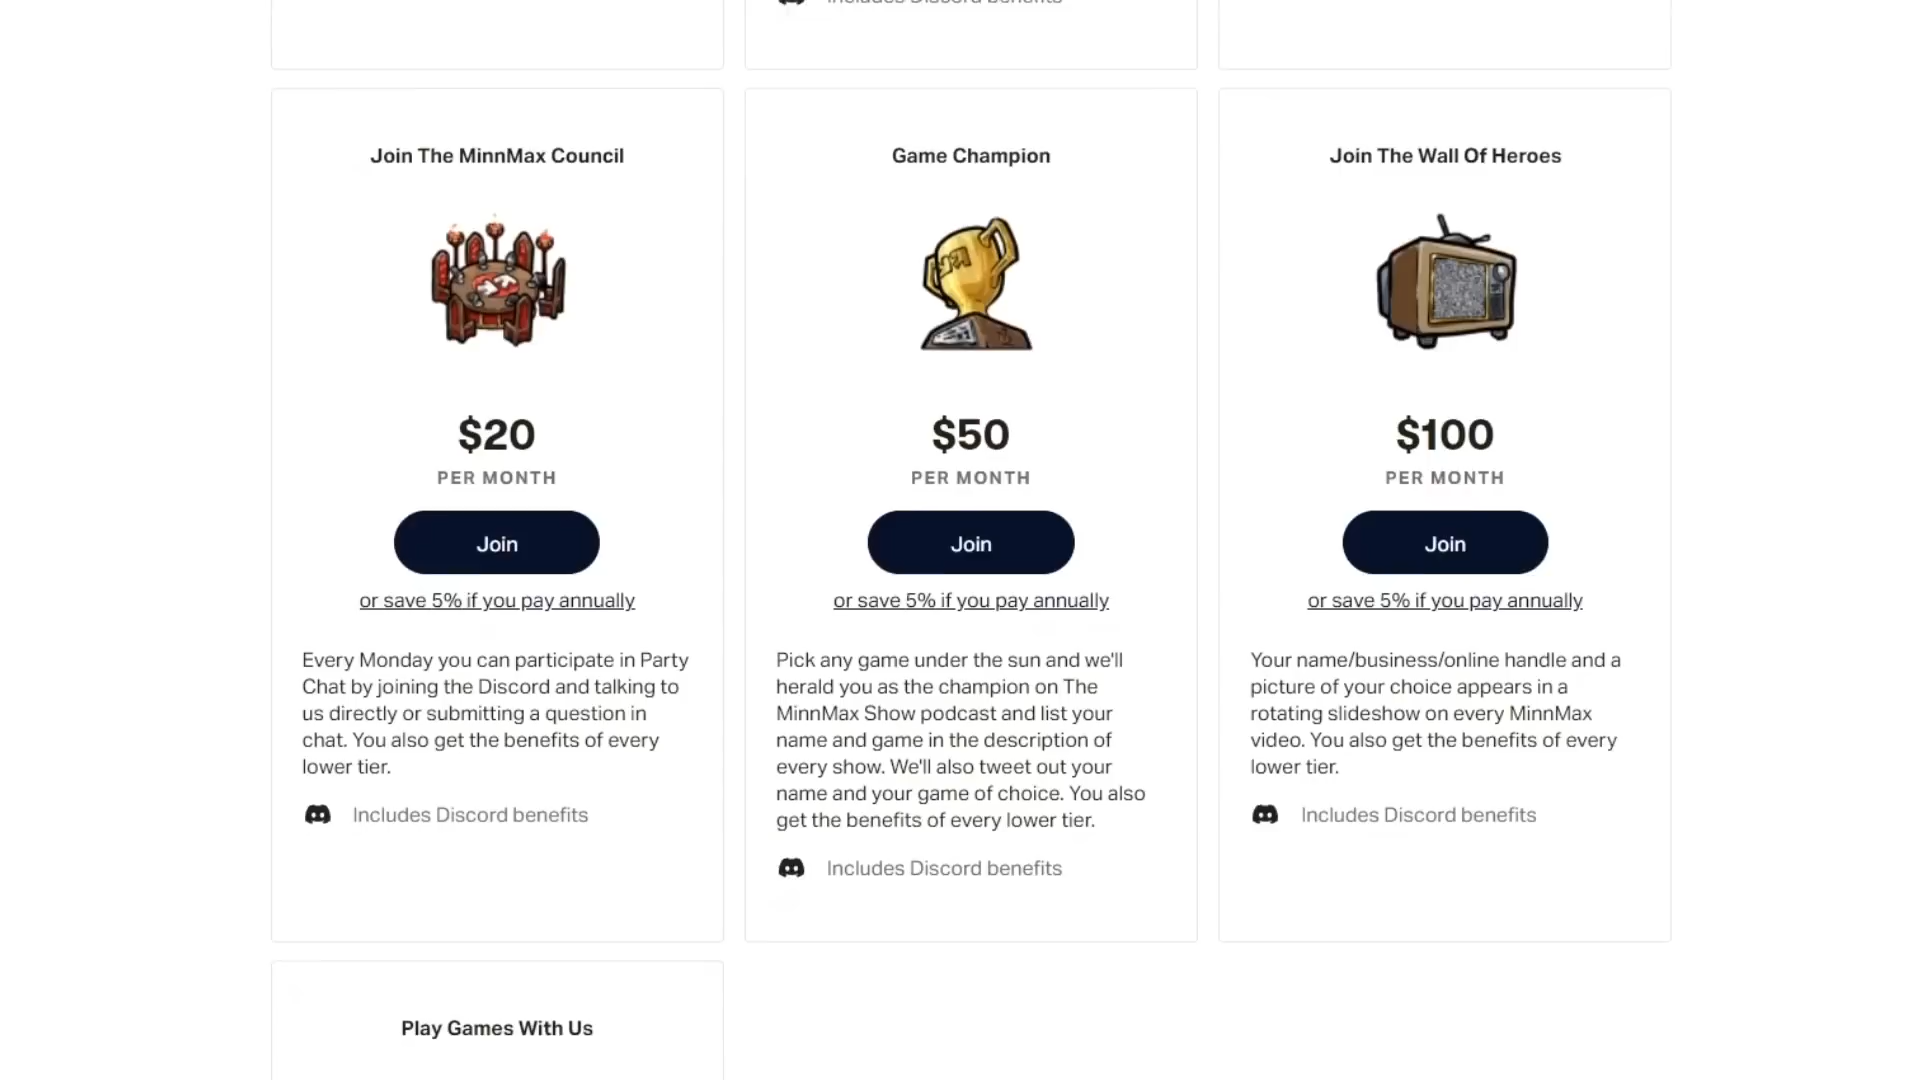 Includes Discord benefits
Join The MinnMax Council
$20
PER MONTH
Join
or save 5% if you pay annually
Every Monday you can participate in Party
Chat by joining the Discord and talking to
us directly or submitting a question in
chat. You also get the benefits of every
lower tier.
Includes Discord benefits
Game Champion
$50
PER MONTH
Join
or save 5% if you pay annually
Pick any game under the sun and we'll
herald you as the champion on The
MinnMax Show podcast and list your
name and game in the description of
every show. We'll also tweet out your
name and your game of choice. You also
get the benefits of every lower tier.
Includes Discord benefits
Join The Wall Of Heroes
$100
PER MONTH
Join
or save 5% if you pay annually
Your name/business/online handle and a
picture of your choice appears in a
rotating slideshow on every MinnMax
video. You also get the benefits of every
lower tier.
Includes Discord benefits
Play Games With Us